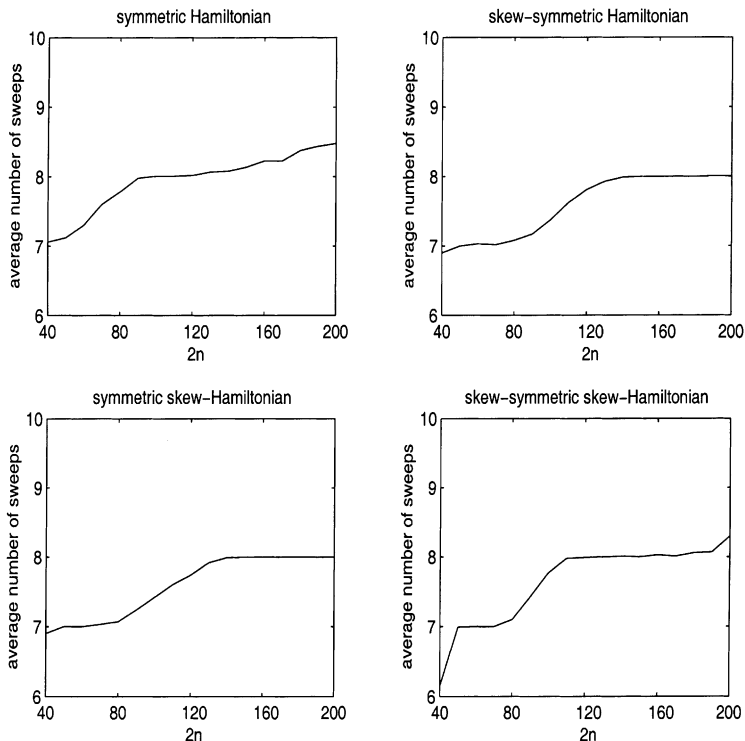 symmetric Hamiltonian
average number of sweeps
10
9
8
7
6
40 80 120 160 200
2n
skew-symmetric Hamiltonian
average number of sweeps
10
9
8
7
6
40 80 120 160 200
2n
symmetric skew-Hamiltonian
average number of sweeps
10
9
8
7
6
40 80 120 160 200
2n
skew-symmetric skew-Hamiltonian
average number of sweeps
10
9
8
7
6
40 80 120 160 200
2n